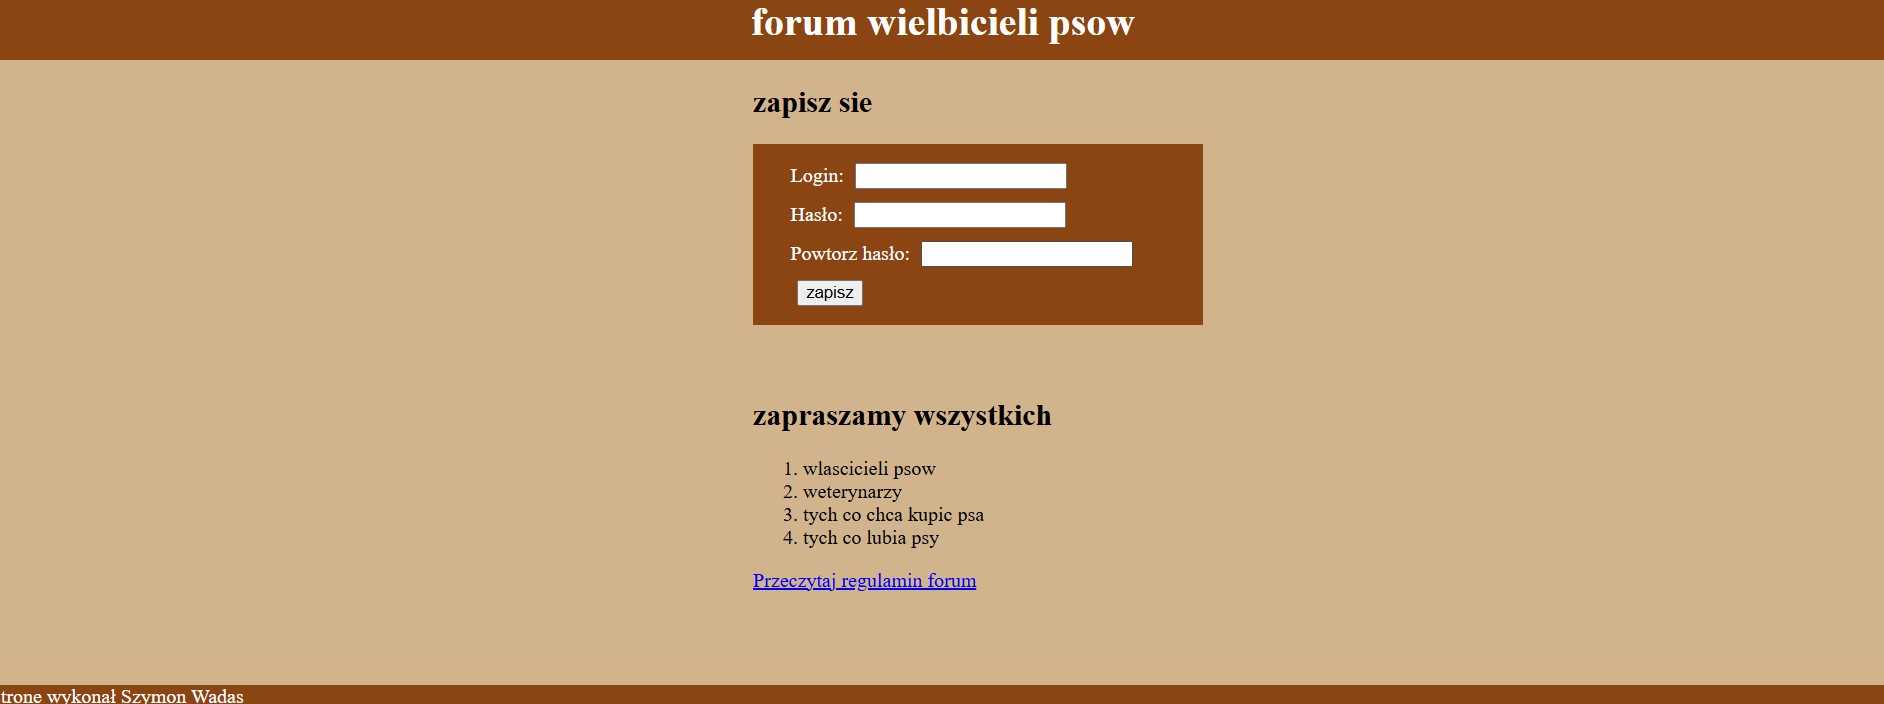 forum wielbicieli psow
zapisz sie
Login:
Hasło:
Powtorz hasło:
zapisz
zapraszamy wszystkich
1. wlascicieli psow
2. weterynarzy
3. tych co chca kupic psa
4. tych co lubia psy
Przeczytaj regulamin forum
trone wykonał Szymon Wadas